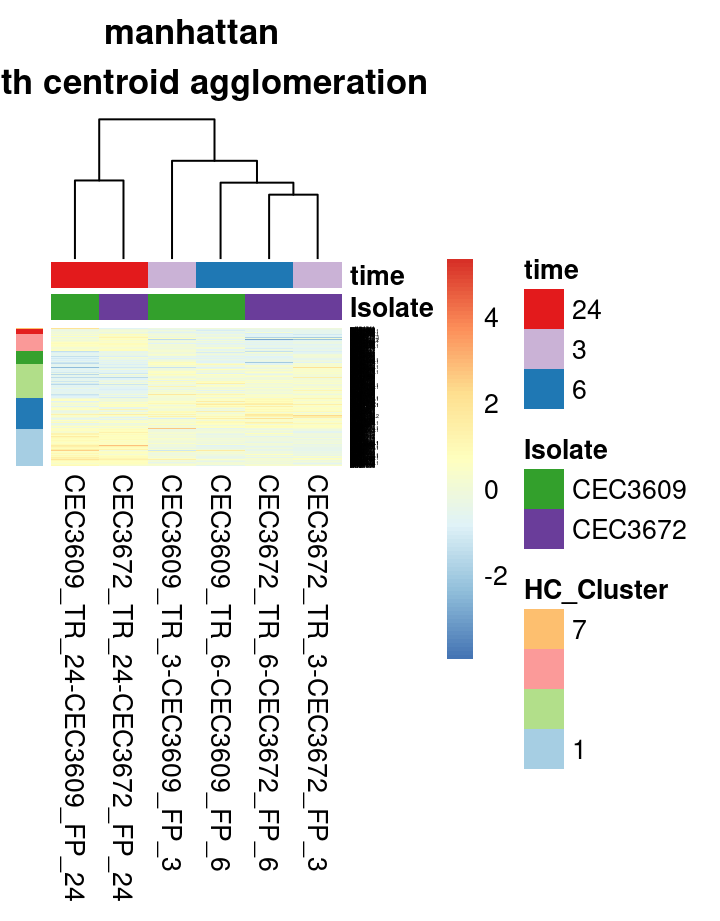 manhattan
th centroid agglomeration
time
Isolate
4
2
0
-2
time
24
3
6
Isolate
CEC3609
CEC3672
HC_Cluster
7
1
CEC3609_TR_24-CEC3609_FP_24
CEC3672_TR_24-CEC3672_FP_24
CEC3609_TR_3-CEC3609_FP_3
CEC3609_TR_6-CEC3609_FP_6
CEC3672_TR_6-CEC3672_FP_6
CEC3672_TR_3-CEC3672_FP_3